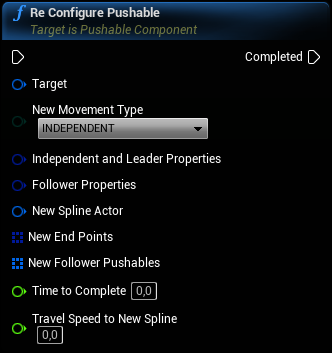 Re Configure Pushable
Target is Pushable Component
Completed
Target
New Movement Type
INDEPENDENT
Independent and Leader Properties
Follower Properties
New Spline Actor
New End Points
New Follower Pushables
Time to Complete 0,0
Travel Speed to New Spline
0,0